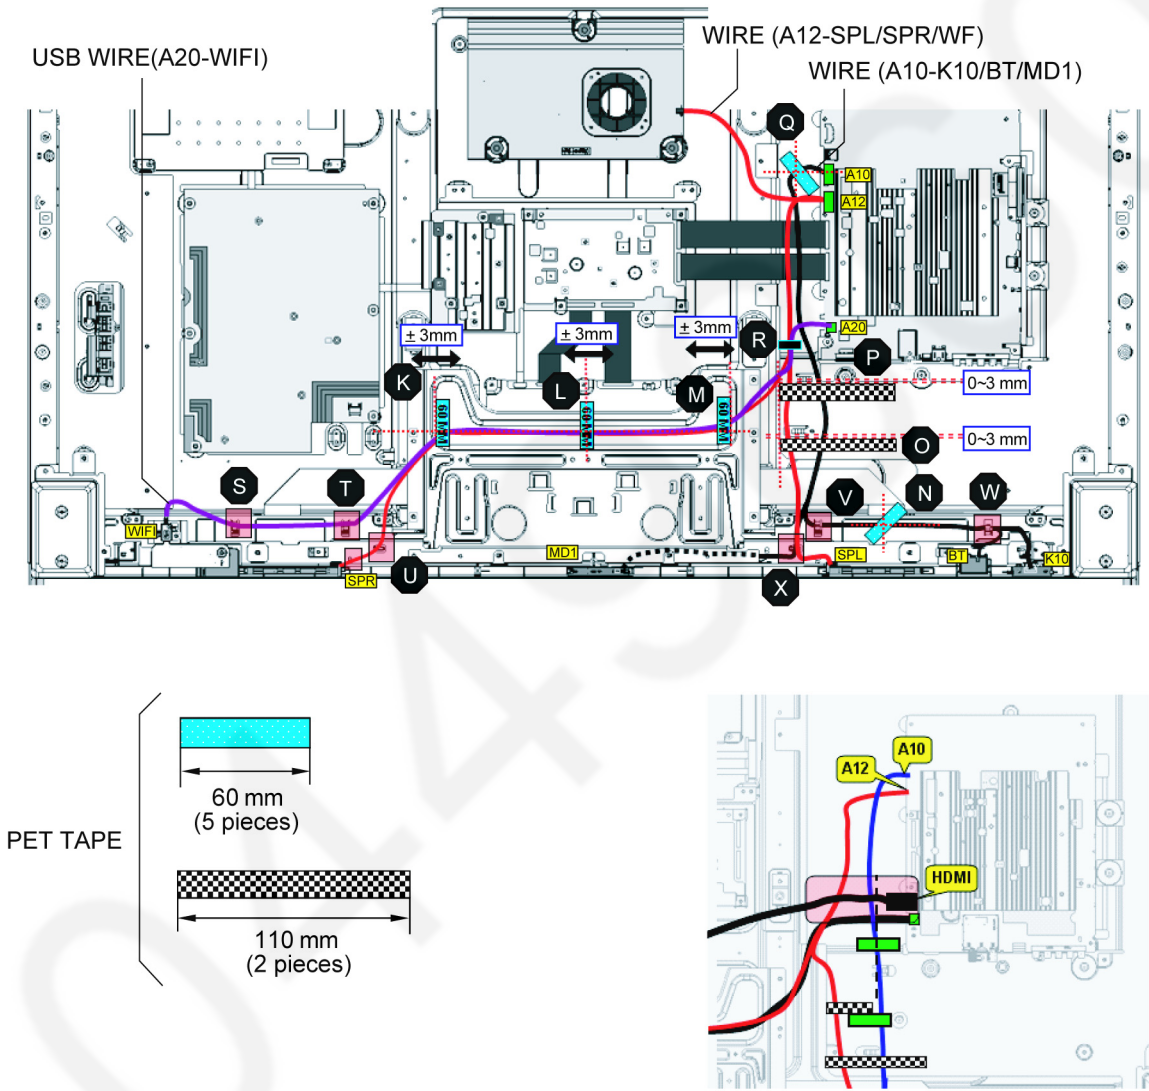 WIRE (A12-SPL/SPR/WF)
USB WIRE(A20-WIFI)
WIRE (A10-K10/BT/MD1)
Q
A10
A12
± 3mm
± 3mm
± 3mm
A20
R
P
K
L
M
0~3 mm
60 MM
60 MM
60 MM
O
0~3 mm
S
T
V
N
W
WIFI
MD1
SPL
BT
K10
SPR
U
X
60 mm
(5 pieces)
PET TAPE
110 mm
(2 pieces)
A10
A12
HDMI